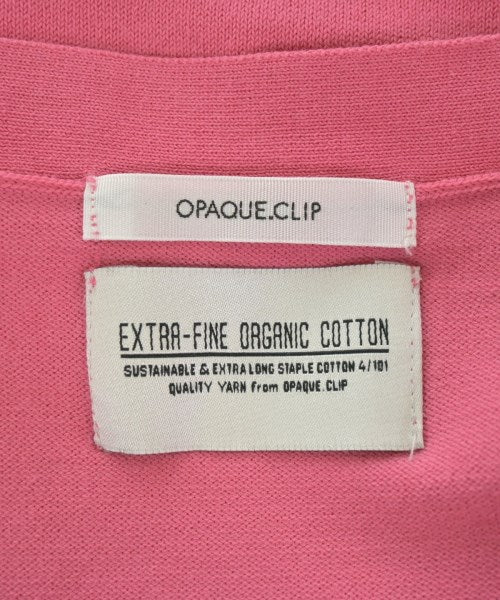 OPAQUE.CLIP
EXTRA-FINE ORGANIC COTTON
SUSTAINABLE & EXTRA LONG STAPLE COTTON 4/101
QUALITY YARN from OPAQUE.CLIP